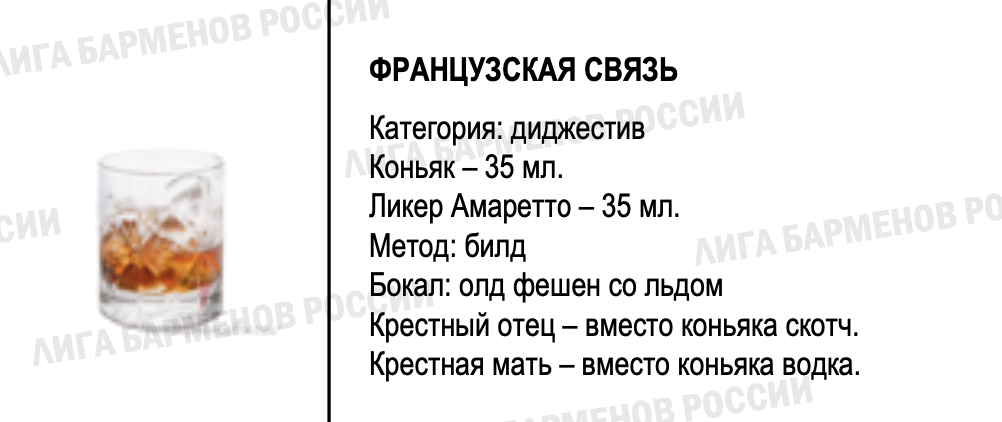 ЛИГА БАРМЕНОВ РОССИИ
ФРАНЦУЗСКАЯ СВЯЗЬ
Категория: диджестив
ЛИГА БАРМЕНОВ РОССИИ
Коньяк – 35 мл.
Ликер Амаретто – 35 мл.
РОССИИ
ЛИГА БАРМЕНОВ РО
Метод: билд
Бокал: олд фешен со льдом
ЛИГА БАРМЕНОВ РОССИИ
Крестный отец – вместо коньяка скотч.
Крестная мать – вместо коньяка водка.
БАРМЕНОВ РОССИИ